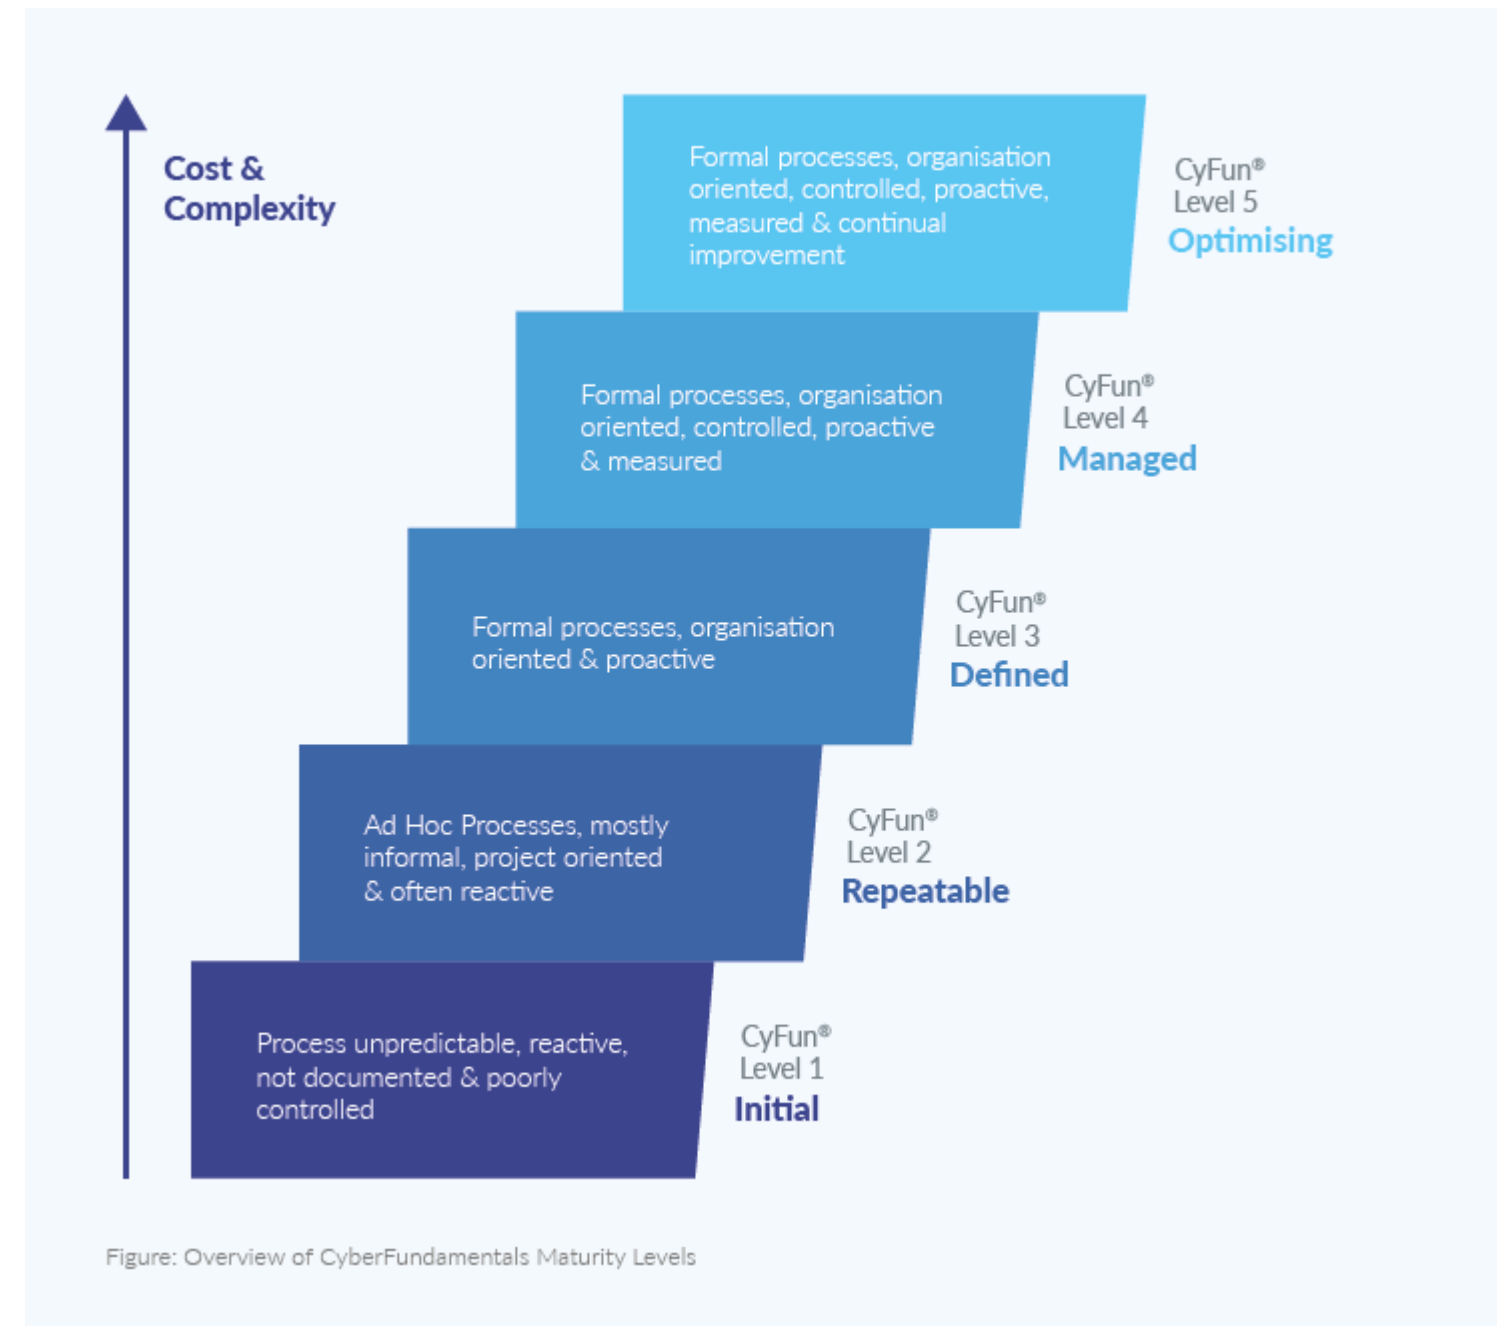 Cost &
Complexity
Formal processes, organisation
oriented, controlled, proactive,
measured & continual
improvement
CyFun®
Level 5
Optimising
Formal processes, organisation
oriented, controlled, proactive
& measured
CyFun®
Level 4
Managed
Formal processes, organisation
oriented & proactive
CyFun®
Level 3
Defined
Ad Hoc Processes, mostly
informal, project oriented
& often reactive
CyFun®
Level 2
Repeatable
Process unpredictable, reactive,
not documented & poorly
controlled
CyFun®
Level 1
Initial
Figure: Overview of CyberFundamentals Maturity Levels